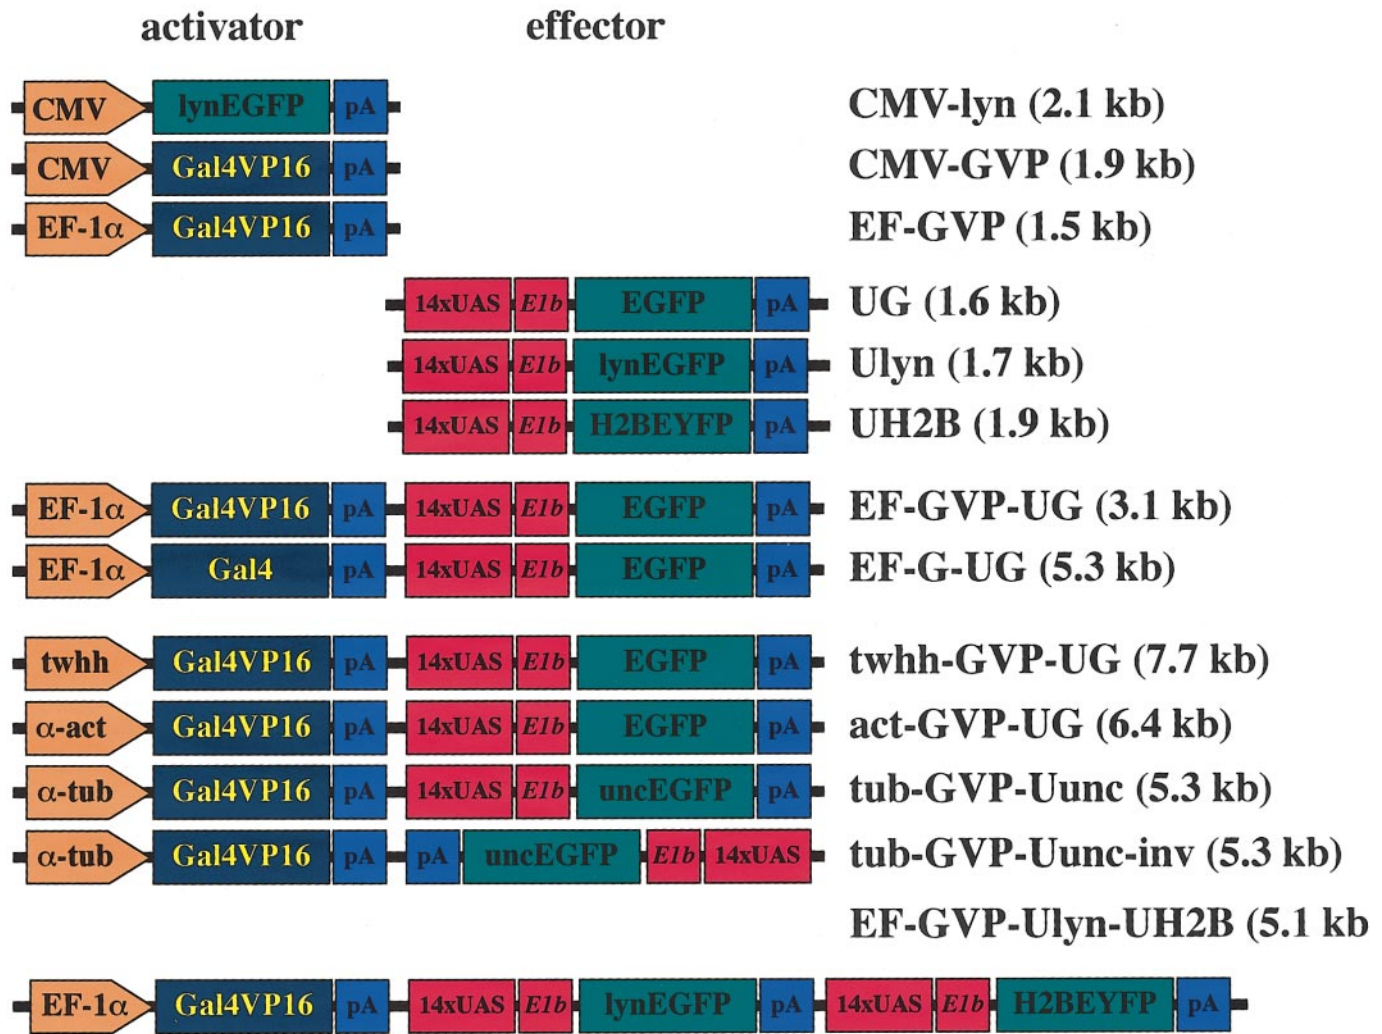 activator effector
CMV lynEGFP pA CMV-lyn (2.1 kb)
CMV Gal4VP16 pA CMV-GVP (1.9 kb)
EF-1α Gal4VP16 pA EF-GVP (1.5 kb)
14xUAS E1b EGFP pA UG (1.6 kb)
14xUAS E1b lynEGFP pA Ulyn (1.7 kb)
14xUAS E1b H2BEYFP pA UH2B (1.9 kb)
EF-1α Gal4VP16 pA 14xUAS E1b EGFP pA EF-GVP-UG (3.1 kb)
EF-1α Gal4 pA 14xUAS E1b EGFP pA EF-G-UG (5.3 kb)
twhh Gal4VP16 pA 14xUAS E1b EGFP pA twhh-GVP-UG (7.7 kb)
α-act Gal4VP16 pA 14xUAS E1b EGFP pA act-GVP-UG (6.4 kb)
α-tub Gal4VP16 pA 14xUAS E1b uncEGFP pA tub-GVP-Uunc (5.3 kb)
α-tub Gal4VP16 pA pA uncEGFP E1b 14xUAS tub-GVP-Uunc-inv (5.3 kb)
EF-GVP-Ulyn-UH2B (5.1 kb
EF-1α Gal4VP16 pA 14xUAS E1b lynEGFP pA 14xUAS E1b H2BEYFP pA